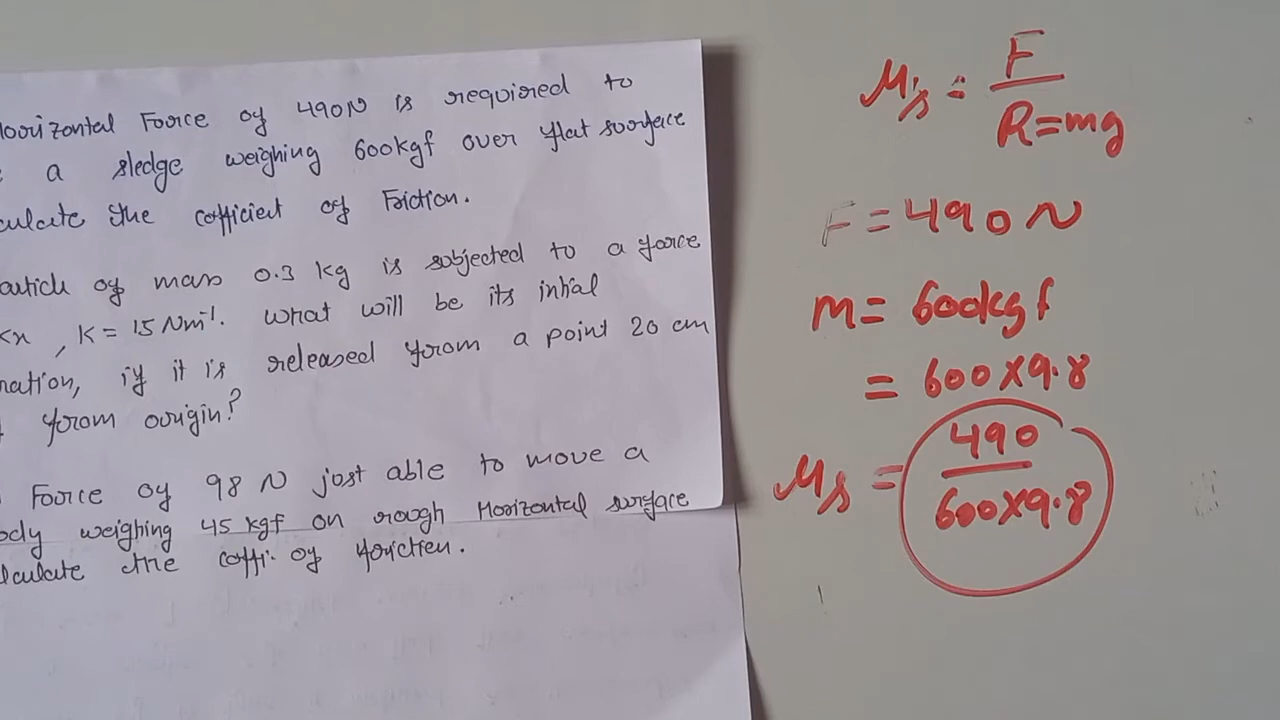 Horizontal Force of 490N is required to
a sledge weighing 600kgf over flat surface
culate the cofficient of Friction.
article of mass 0.3 kg is subjected to a force
kx , K = 15 Nm⁻¹. What will be its intial
ration, if it is released from a point 20 cm
from origin?
Force of 98 N just able to move a
ody weighing 45 kgf on rough Horizontal surface
lculate the coffi. of friction.
μs = F
R=mg
F = 490 N
m = 600kgf
= 600×9.8
μs = 490
600×9.8